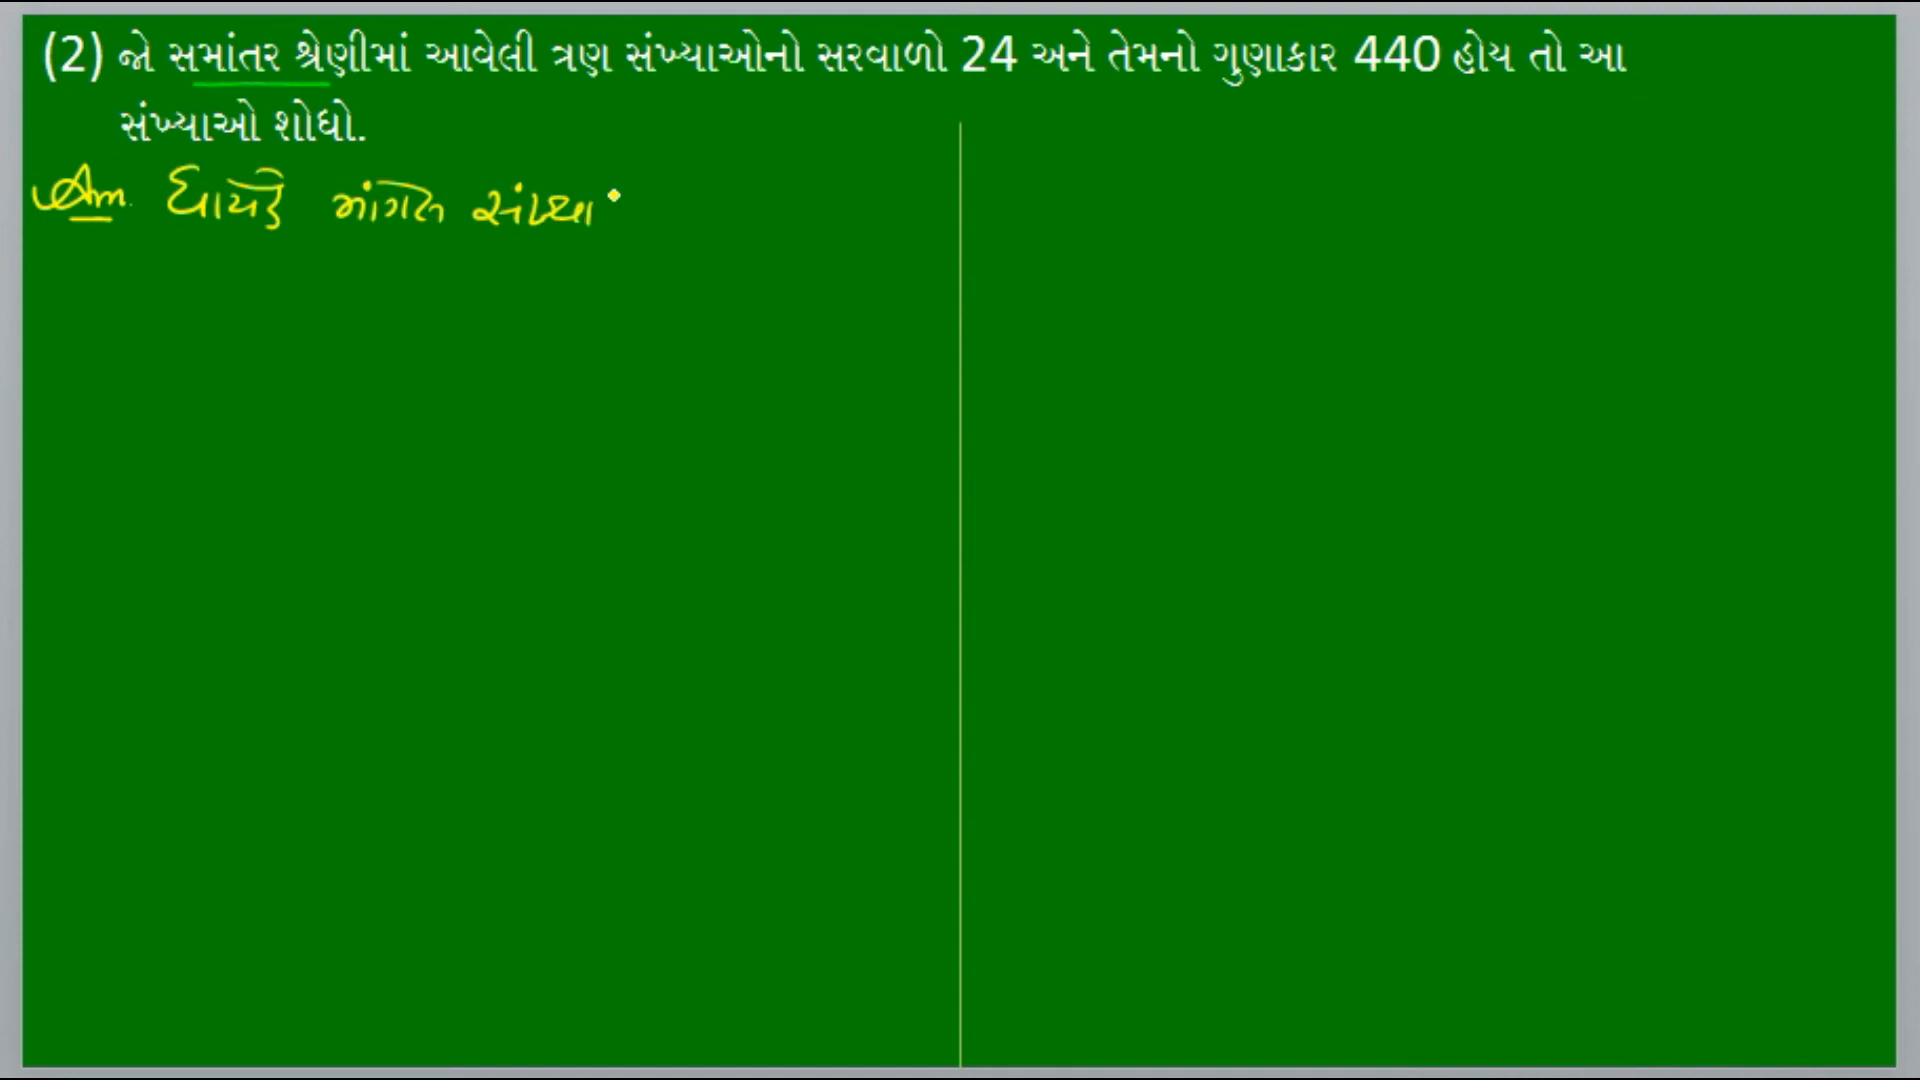 (2) જો સમાંતર શ્રેણીમાં આવેલી ત્રણ સંખ્યાઓનો સરવાળો 24 અને તેમનો ગુણાકાર 440 હોય તો આ
સંખ્યાઓ શોધો.
Ans. ધારોકે માંગેલ સંખ્યા